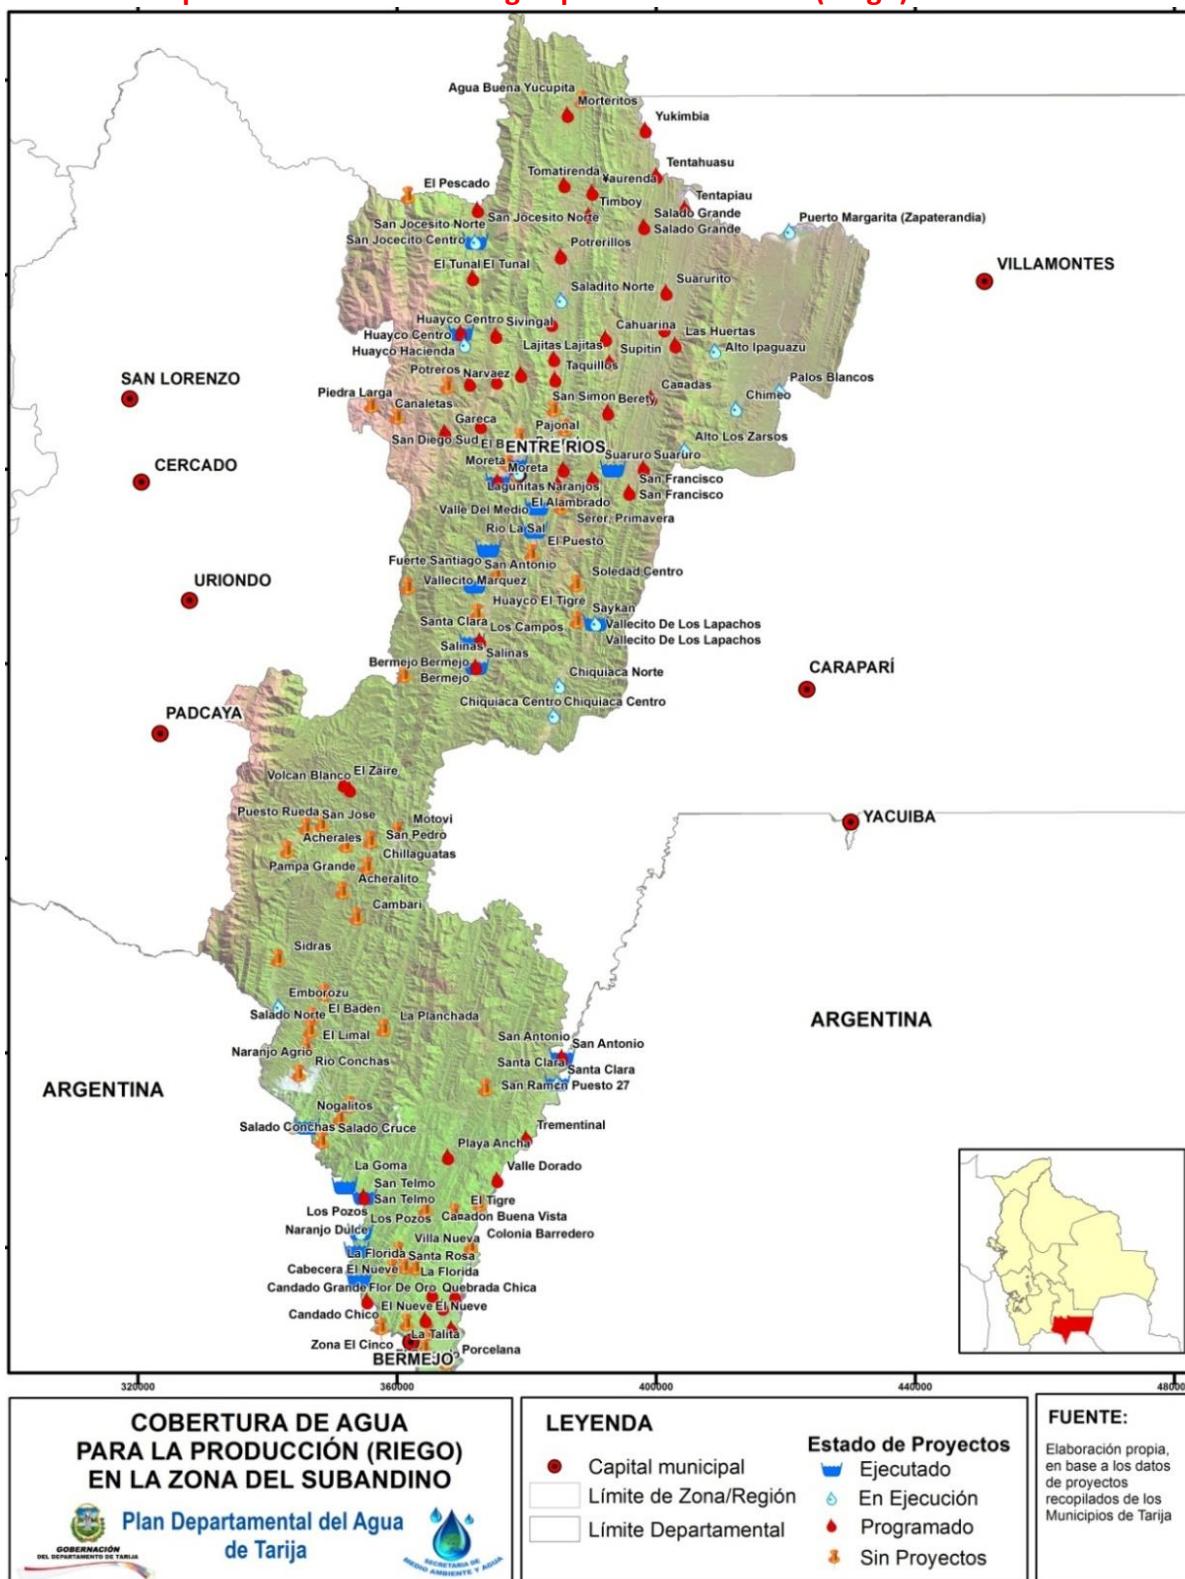 Agua Buena Yucupita
Morteritos
Yukimbia
Tentahuasu
Tomatirenda
Yaurenda
El Pescado
Tentapiau
Timboy
San Jocesito Norte
San Jocesito Norte
Salado Grande
Puerto Margarita (Zapaterandia)
Salado Grande
San Jocecito Centro
Potrerillos
El Tunal El Tunal
VILLAMONTES
Suarurito
Saladito Norte
Huayco Centro
Sivingal
Cahuarina
Las Huertas
Huayco Centro
Lajitas Lajitas
Supitin
Alto Ipaguazu
Huayco Hacienda
Taquillos
Potreros
Narvaez
SAN LORENZO
Palos Blancos
Piedra Larga
Canaletas
San Simon
Berety
Ca¤adas
Chimeo
Gareca
Pajonal
San Diego Sud
El B
Alto Los Zarsos
ENTRE RIOS
Suaruro Suaruro
CERCADO
Moreta
Moreta
San Francisco
Lagunitas Naranjos
San Francisco
El Alambrado
Valle Del Medio
Serere Primavera
Rio La Sal
El Puesto
Fuerte Santiago
San Antonio
Soledad Centro
URIONDO
Vallecito Marquez
Huayco El Tigre
Saykan
Santa Clara
Los Campos
Vallecito De Los Lapachos
Vallecito De Los Lapachos
Salinas
Salinas
Bermejo Bermejo
Bermejo
Chiquiaca Norte
CARAPARÍ
Chiquiaca Centro Chiquiaca Centro
PADCAYA
Volcan Blanco
El Zaire
Puesto Rueda
San Jose
Motovi
YACUIBA
Acherales
San Pedro
Chillaguatas
Pampa Grande
Acheralito
Cambari
Sidras
Emborozu
Salado Norte
El Baden
La Planchada
ARGENTINA
El Limal
San Antonio
San Antonio
Naranjo Agrio
Rio Conchas
Santa Clara
Santa Clara
ARGENTINA
San Ramon Puesto 27
Nogalitos
Salado Conchas
Salado Cruce
Trementinal
Playa Ancha
La Goma
Valle Dorado
San Telmo
San Telmo
El Tigre
Los Pozos
Los Pozos
Ca¤adon Buena Vista
Naranjo Dulce
Villa Nueva
Colonia Barredero
La Florida
Santa Rosa
Cabecera El Nueve
La Florida
Candado Grande
Flor De Oro
Quebrada Chica
Candado Chico
El Nueve
El Nueve
La Talita
Zona El Cinco
Porcelana
BERMEJO
320000 360000 400000 440000 480000
COBERTURA DE AGUA
PARA LA PRODUCCIÓN (RIEGO)
EN LA ZONA DEL SUBANDINO
GOBERNACIÓN
DEL DEPARTAMENTO DE TARIJA
Plan Departamental del Agua
de Tarija
SECRETARIA DE
MEDIO AMBIENTE Y AGUA
LEYENDA
Capital municipal
Límite de Zona/Región
Límite Departamental
Estado de Proyectos
Ejecutado
En Ejecución
Programado
Sin Proyectos
FUENTE:
Elaboración propia,
en base a los datos
de proyectos
recopilados de los
Municipios de Tarija